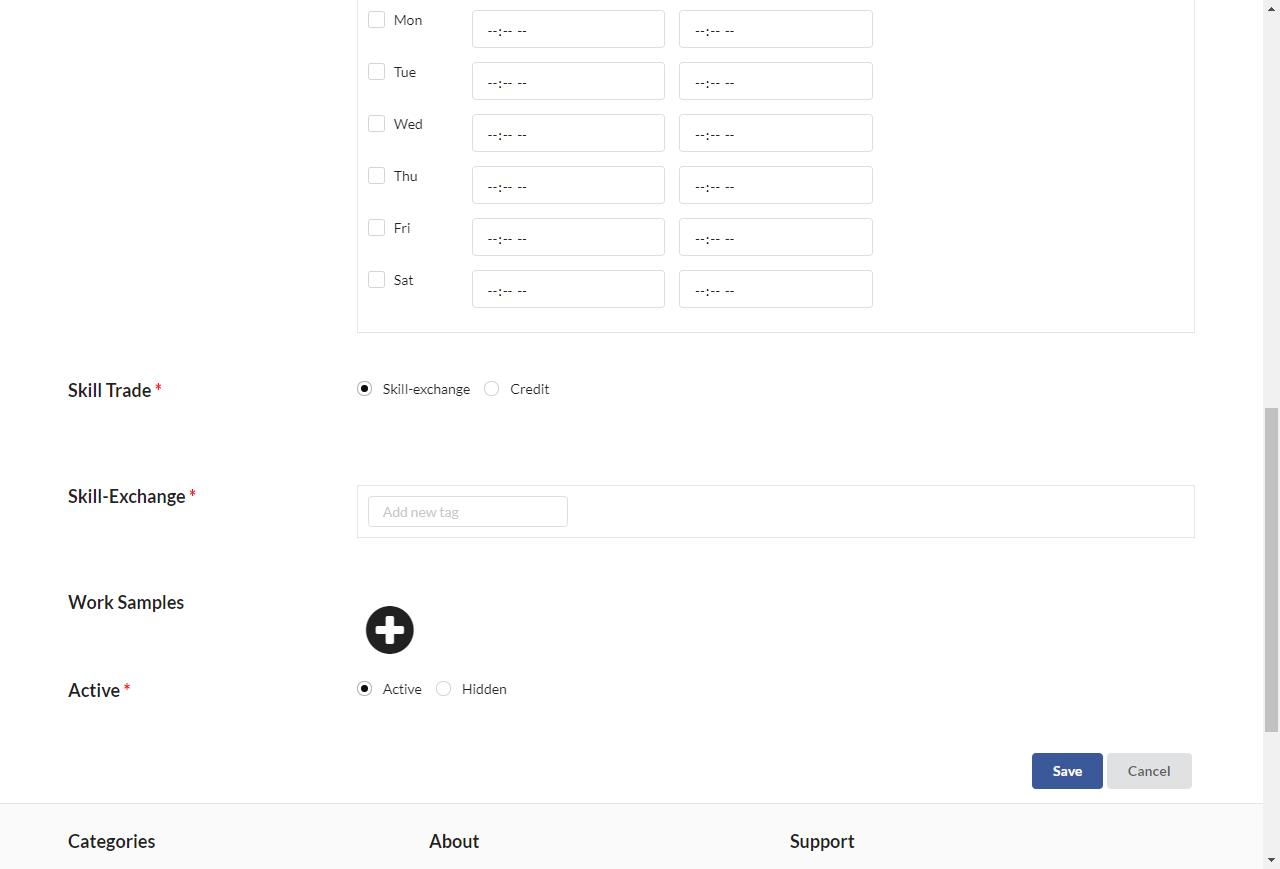 Mon --:-- -- --:-- --
Tue --:-- -- --:-- --
Wed --:-- -- --:-- --
Thu --:-- -- --:-- --
Fri --:-- -- --:-- --
Sat --:-- -- --:-- --
Skill Trade * Skill-exchange Credit
Skill-Exchange * Add new tag
Work Samples
Active * Active Hidden
Save Cancel
Categories About Support